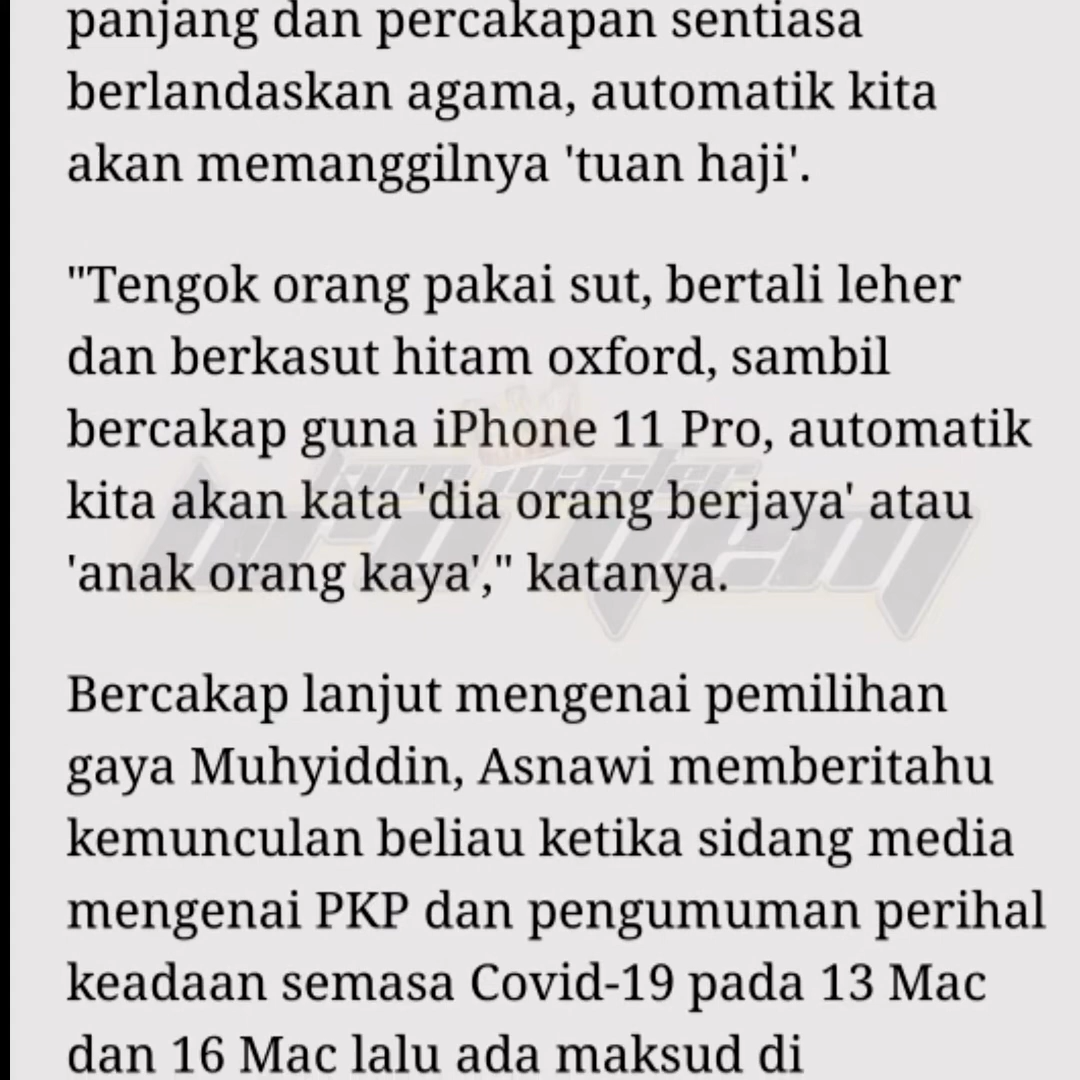 panjang dan percakapan sentiasa
berlandaskan agama, automatik kita
akan memanggilnya 'tuan haji'.
"Tengok orang pakai sut, bertali leher
dan berkasut hitam oxford, sambil
bercakap guna iPhone 11 Pro, automatik
kita akan kata 'dia orang berjaya' atau
'anak orang kaya'," katanya.
Bercakap lanjut mengenai pemilihan
gaya Muhyiddin, Asnawi memberitahu
kemunculan beliau ketika sidang media
mengenai PKP dan pengumuman perihal
keadaan semasa Covid-19 pada 13 Mac
dan 16 Mac lalu ada maksud di